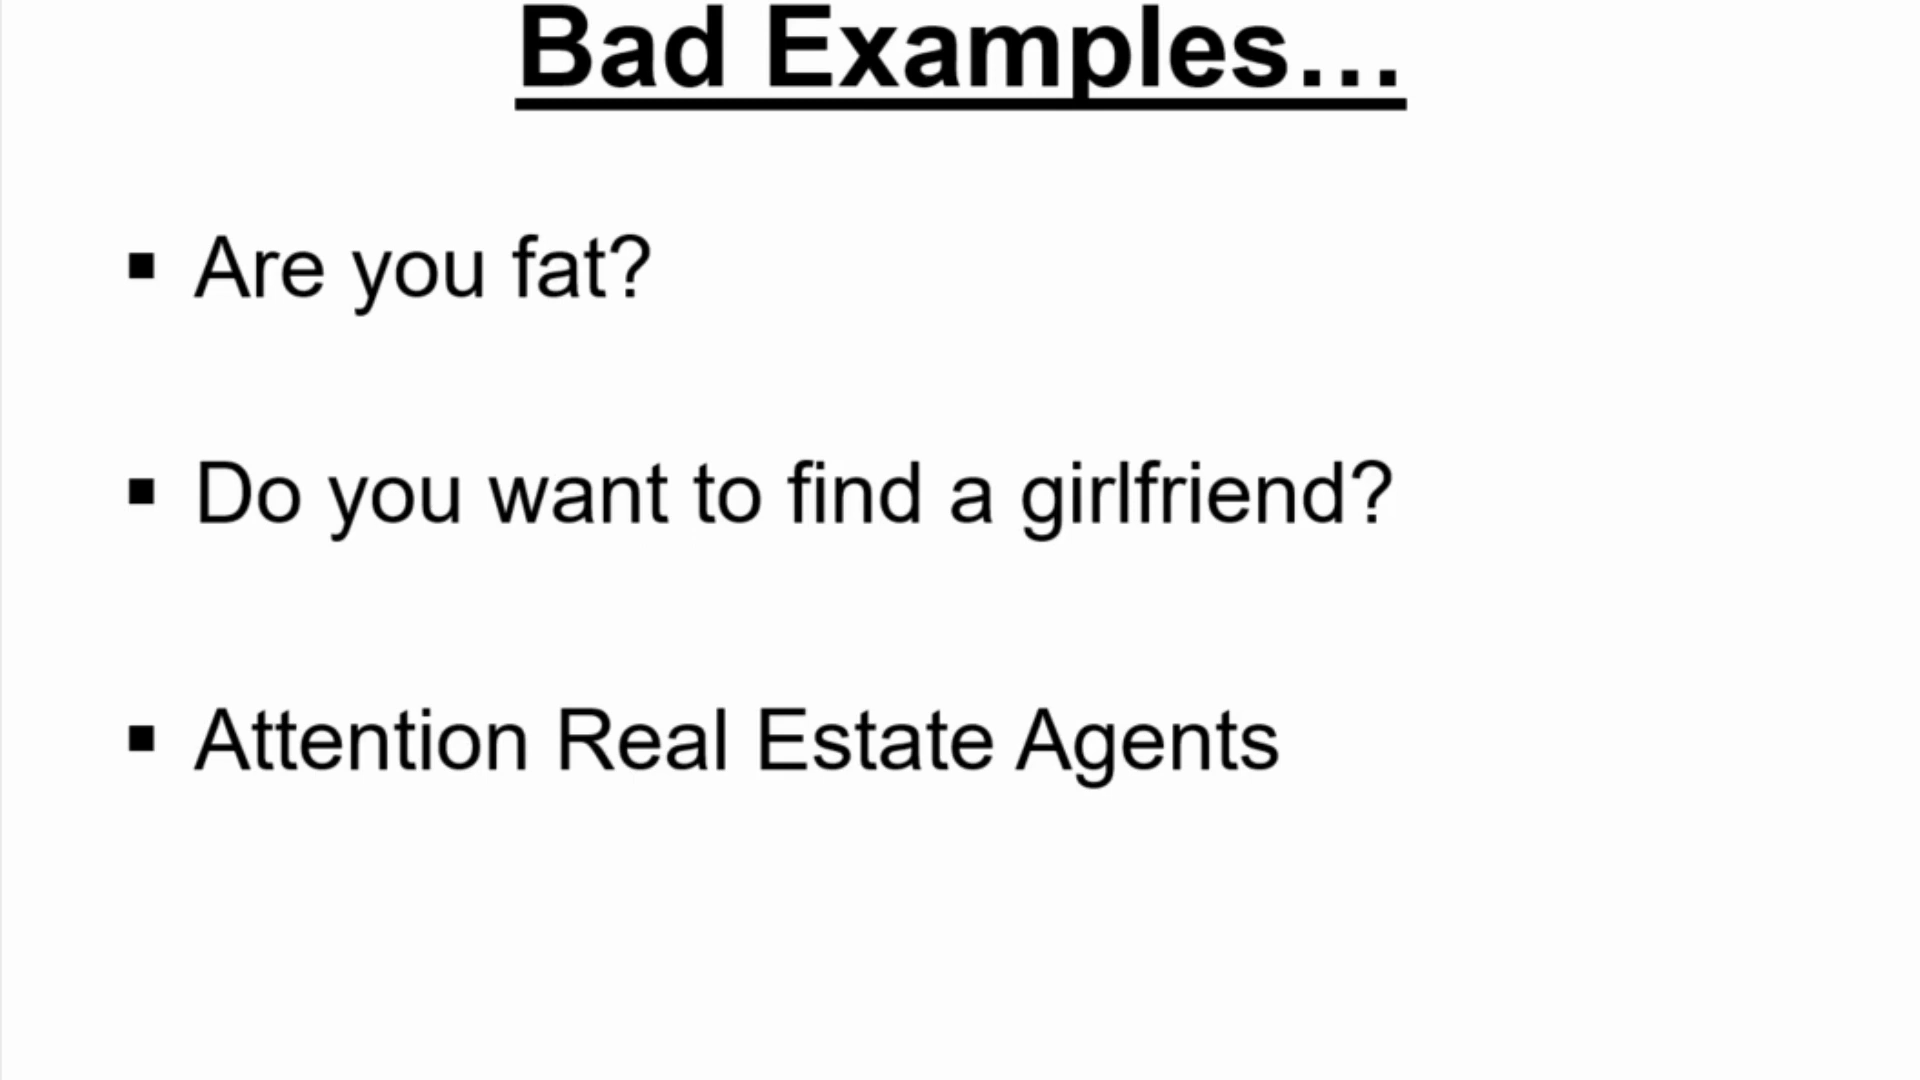 Bad Examples…
▪ Are you fat?
▪ Do you want to find a girlfriend?
▪ Attention Real Estate Agents